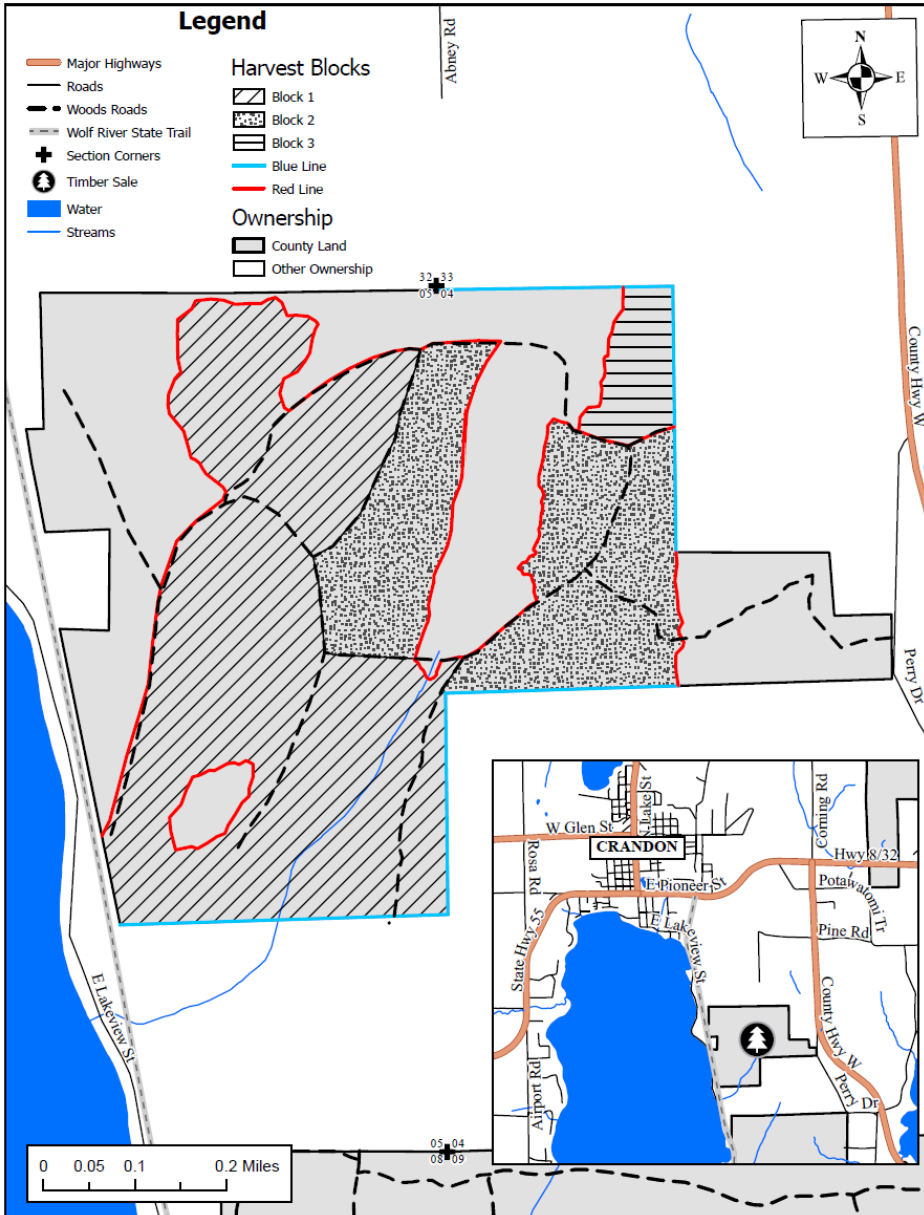 Legend
Major Highways
Roads
Woods Roads
Wolf River State Trail
Section Corners
Timber Sale
Water
Streams
Harvest Blocks
Block 1
Block 2
Block 3
Blue Line
Red Line
Ownership
County Land
Other Ownership
Abney Rd
N
W E
S
32 33
05 04
County Hwy W
Perry Dr
E Lakeview St
05 04
08 09
0 0.05 0.1 0.2 Miles
N Lake St
W Glen St
CRANDON
Rosa Rd
E Pioneer St
Coming Rd
Hwy 8/32
Potawatomi Tr
State Hwy 55
E Lakeview St
Pine Rd
County Hwy W
Airport Rd
Perry Dr